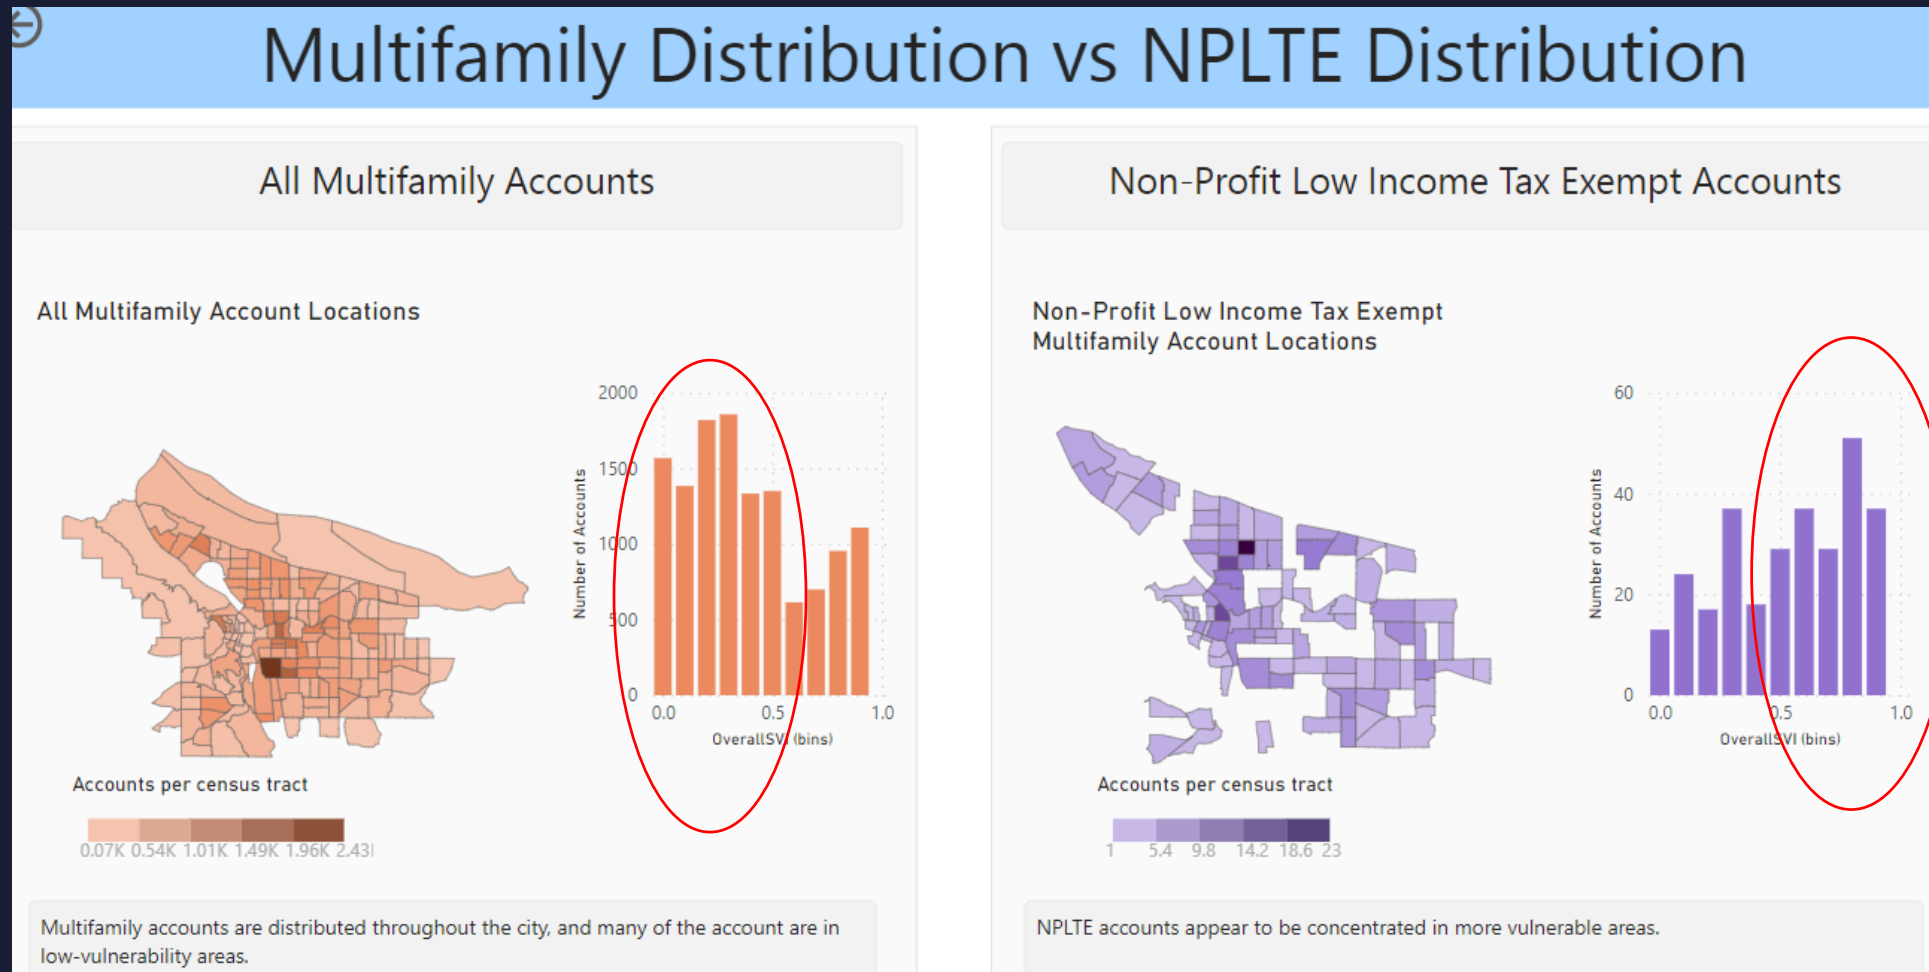 Multifamily Distribution vs NPLTE Distribution
All Multifamily Accounts
All Multifamily Account Locations
2000
1500
1000
500
0
Number of Accounts
0.0 0.5 1.0
OverallSVI (bins)
Accounts per census tract
0.07K 0.54K 1.01K 1.49K 1.96K 2.43
Multifamily accounts are distributed throughout the city, and many of the account are in
low-vulnerability areas.
Non-Profit Low Income Tax Exempt Accounts
Non-Profit Low Income Tax Exempt
Multifamily Account Locations
60
40
20
0
Number of Accounts
0.0 0.5 1.0
OverallSVI (bins)
Accounts per census tract
1 5.4 9.8 14.2 18.6 23
NPLTE accounts appear to be concentrated in more vulnerable areas.